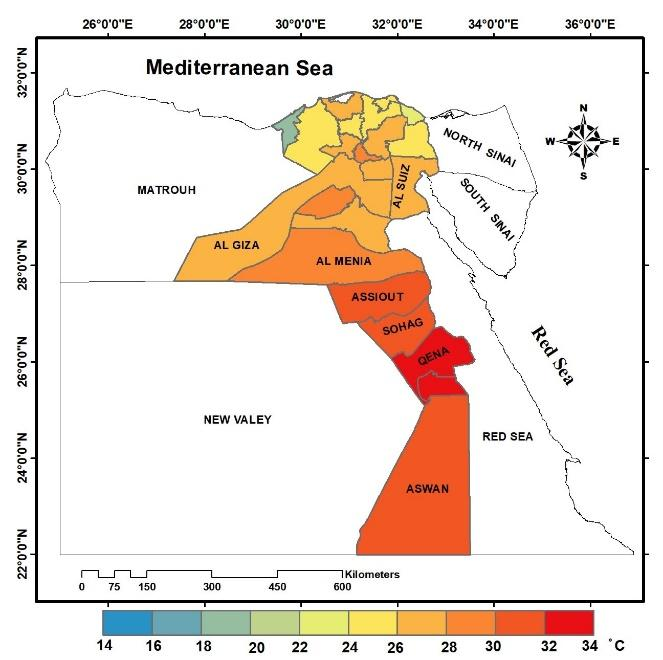 26°0'0"E 28°0'0"E 30°0'0"E 32°0'0"E 34°0'0"E 36°0'0"E
32°0'0"N
30°0'0"N
28°0'0"N
26°0'0"N
24°0'0"N
22°0'0"N
Mediterranean Sea
N
W E
S
NORTH SINAI
SOUTH SINAI
MATROUH
AL SUIZ
AL GIZA
AL MENIA
ASSIOUT
SOHAG
QENA
Red Sea
NEW VALEY
RED SEA
ASWAN
Kilometers
0 75 150 300 450 600
14 16 18 20 22 24 26 28 30 32 34 °C